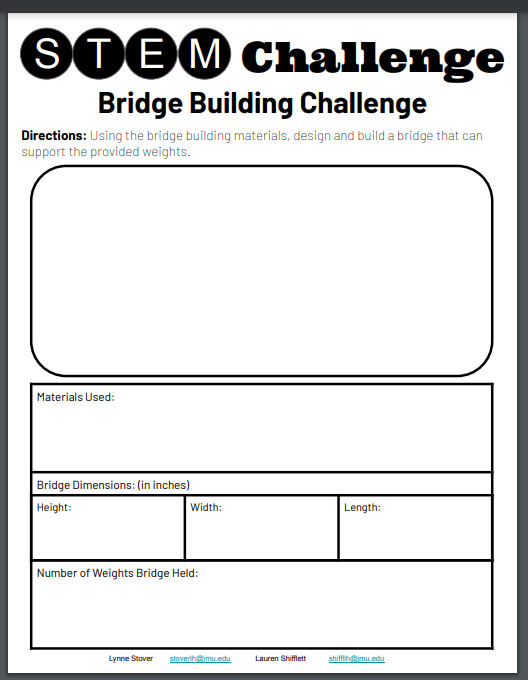 STEM Challenge
Bridge Building Challenge
Directions: Using the bridge building materials, design and build a bridge that can
support the provided weights.
Materials Used:
Bridge Dimensions: (in inches)
Height: Width: Length:
Number of Weights Bridge Held:
Lynne Stover stoverlh@jmu.edu Lauren Shifflett shiffllh@jmu.edu